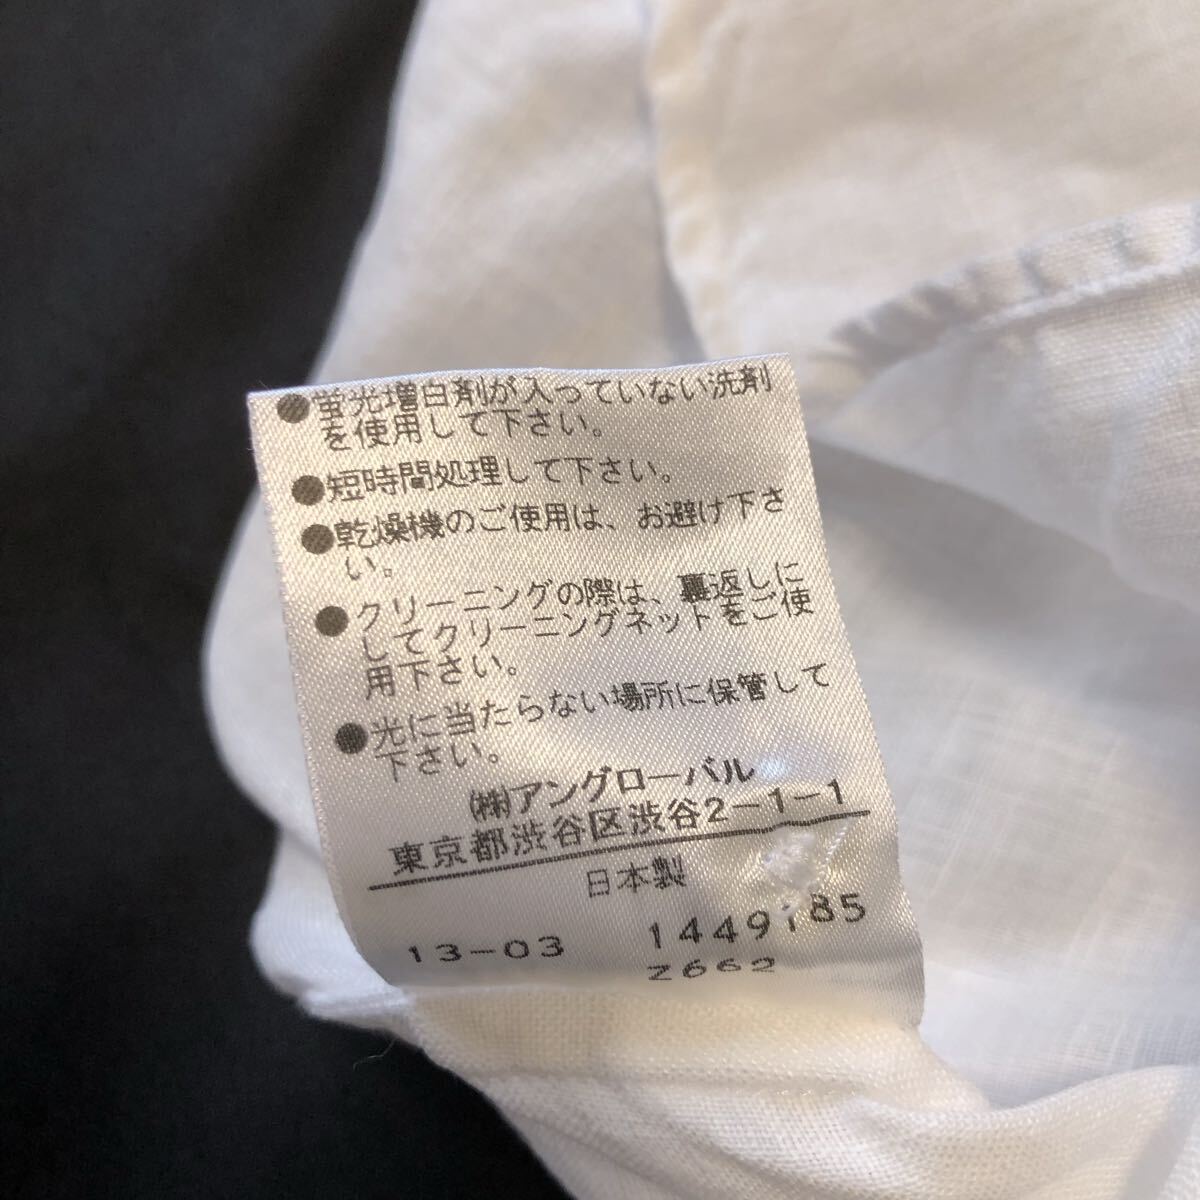 ●蛍光増白剤が入っていない洗剤
を使用して下さい。
●短時間処理して下さい。
●乾燥機のご使用は、お避け下さ
い。
●クリーニングの際は、裏返しに
してクリーニングネットをご使
用下さい。
●光に当たらない場所に保管して
下さい。
㈱アングローバル
東京都渋谷区渋谷2-1-1
日本製
13-03 1449185
Z662